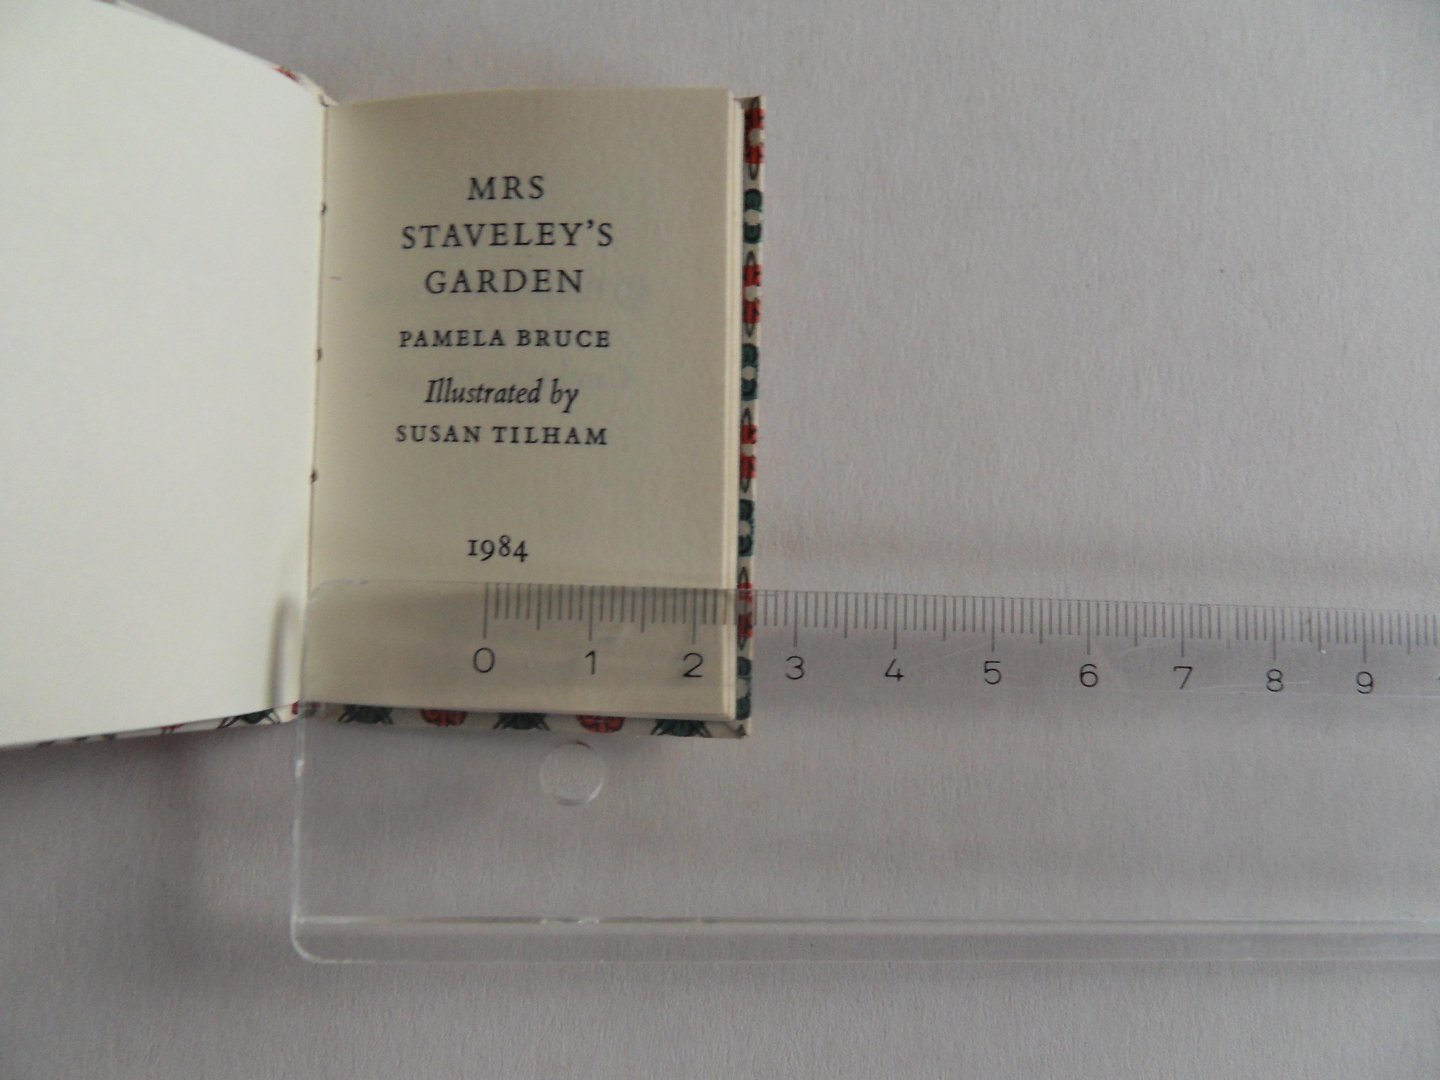 MRS
STAVELEY'S
GARDEN
PAMELA BRUCE
Illustrated by
SUSAN TILHAM
1984
0 1 2 3 4 5 6 7 8 9